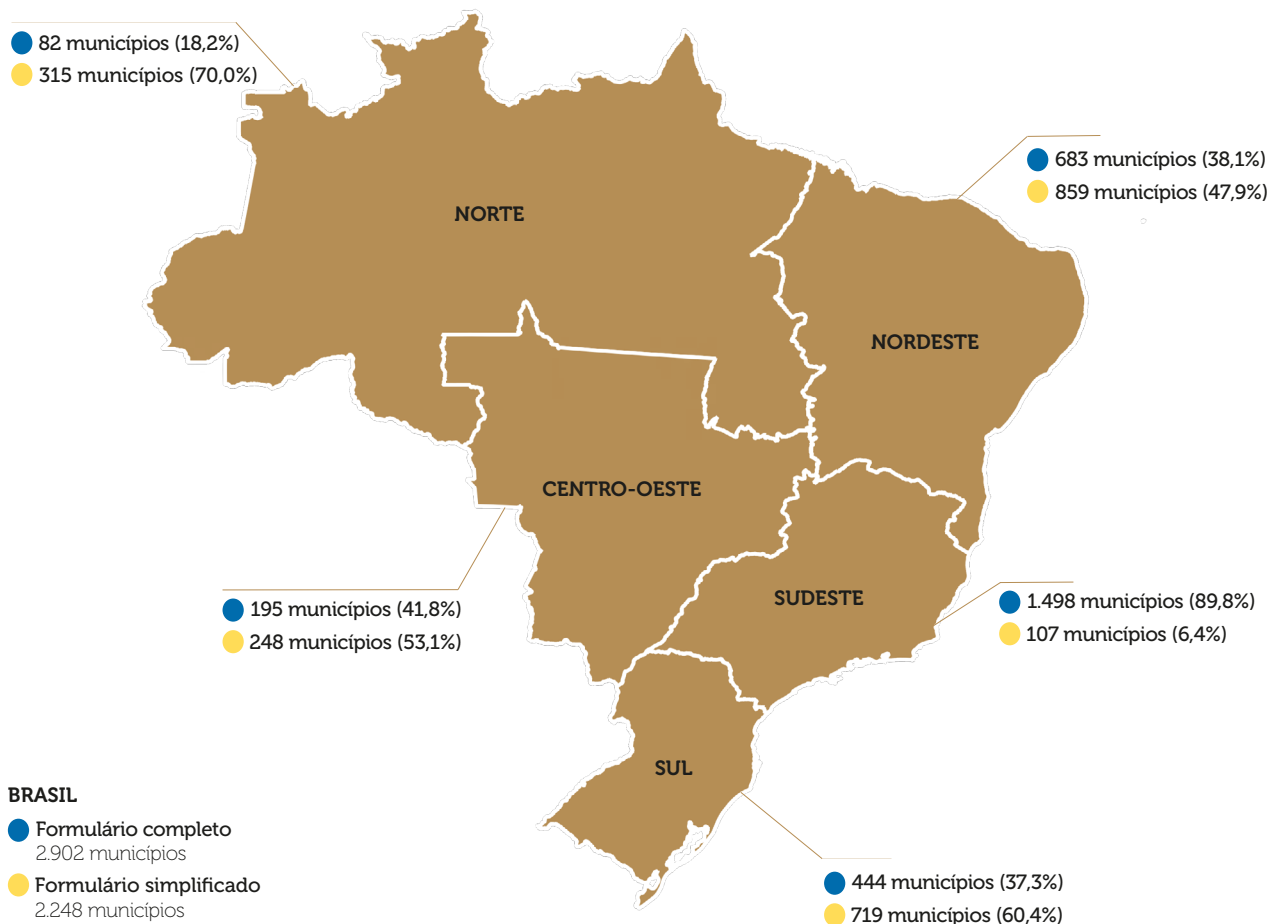 82 municípios (18,2%)
315 municípios (70,0%)
683 municípios (38,1%)
859 municípios (47,9%)
NORTE
NORDESTE
CENTRO-OESTE
SUDESTE
195 municípios (41,8%)
248 municípios (53,1%)
1.498 municípios (89,8%)
107 municípios (6,4%)
SUL
BRASIL
Formulário completo
2.902 municípios
Formulário simplificado
2.248 municípios
444 municípios (37,3%)
719 municípios (60,4%)